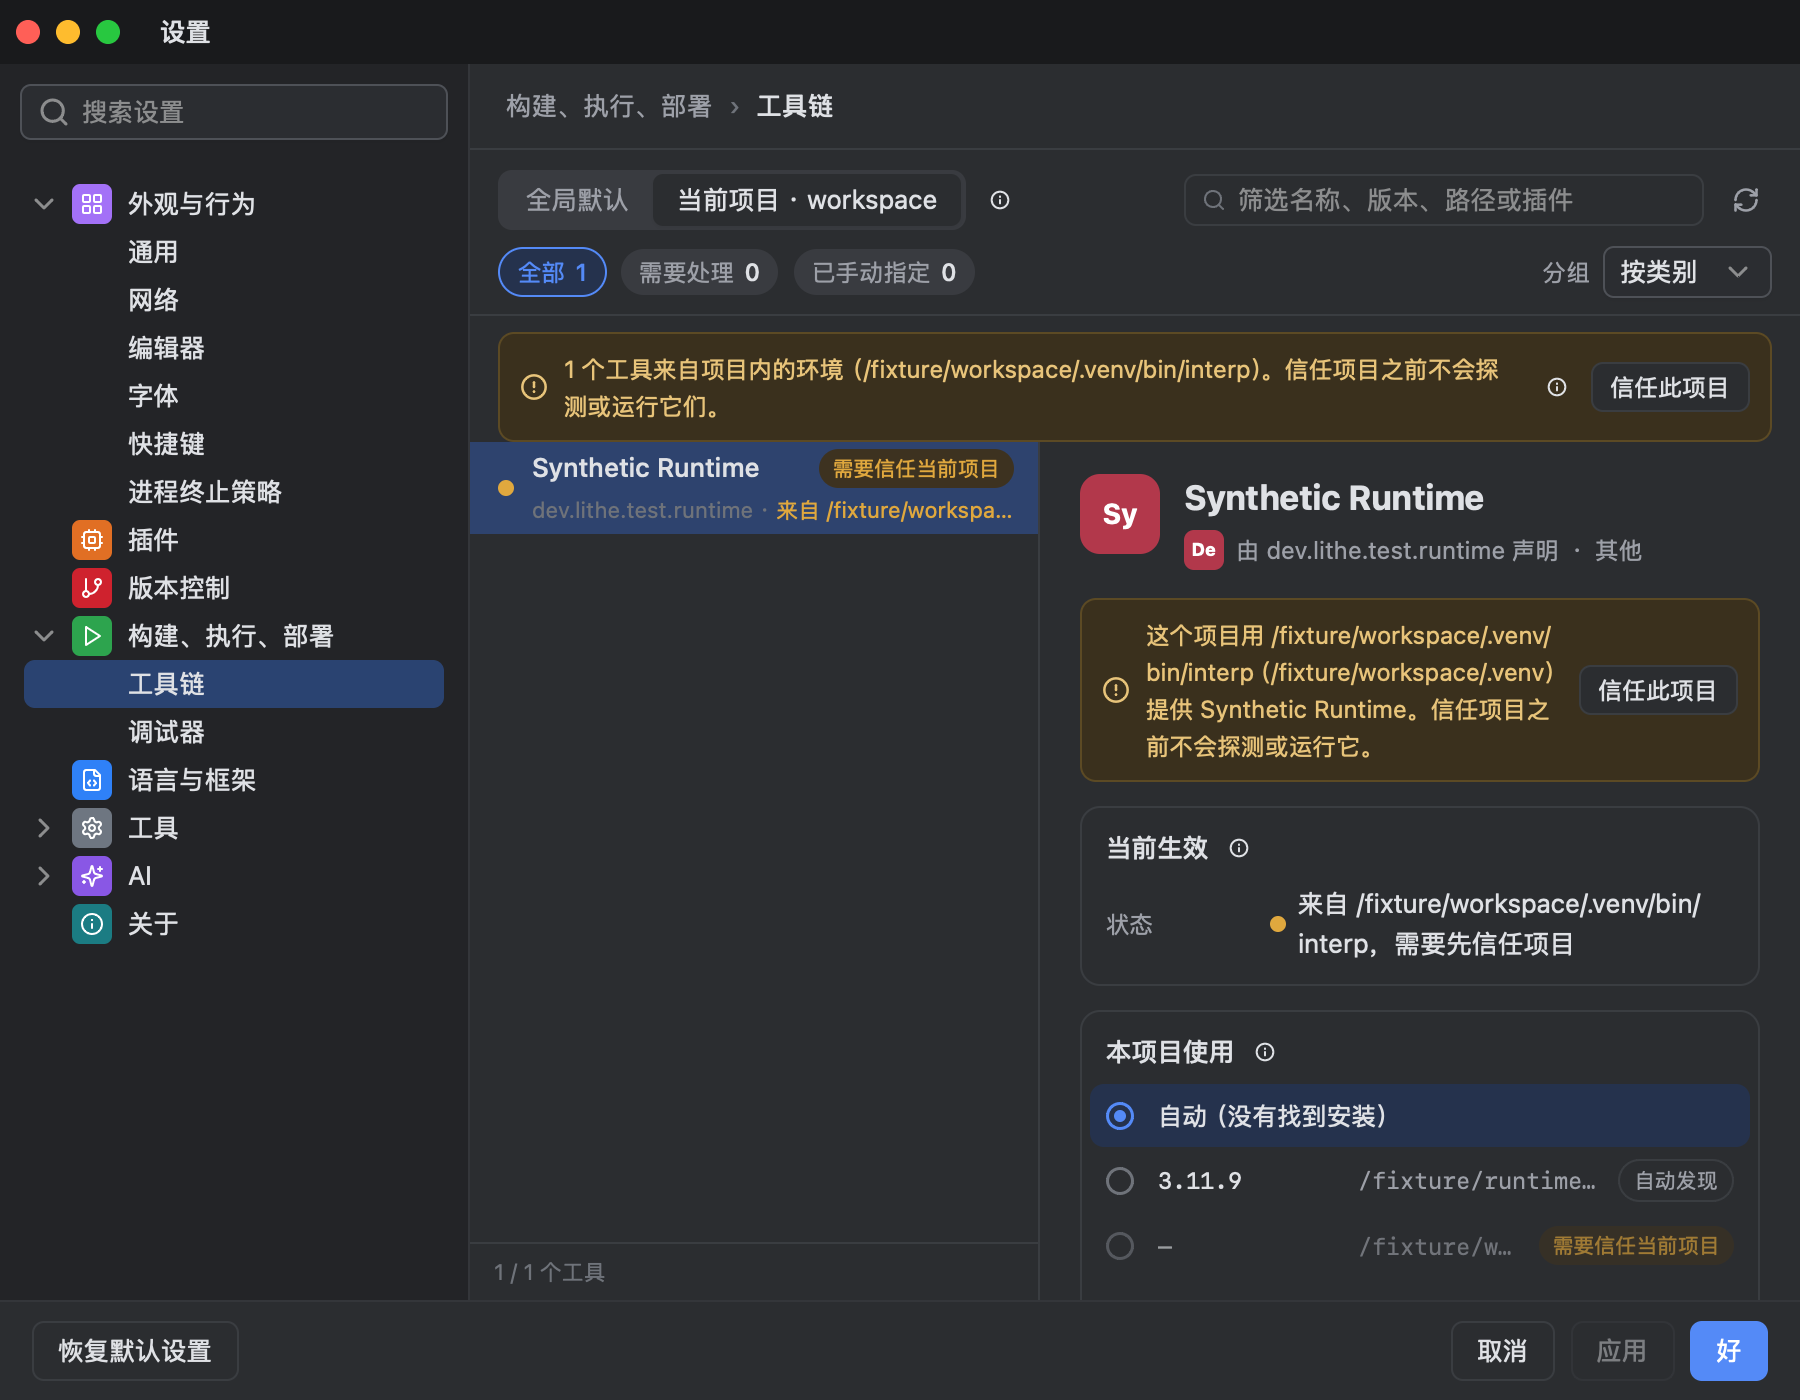 设置
搜索设置
外观与行为
通用
网络
编辑器
字体
快捷键
进程终止策略
插件
版本控制
构建、执行、部署
工具链
调试器
语言与框架
工具
AI
关于
构建、执行、部署 › 工具链
全局默认 当前项目 · workspace
筛选名称、版本、路径或插件
全部 1 需要处理 0 已手动指定 0
分组 按类别
1 个工具来自项目内的环境（/fixture/workspace/.venv/bin/interp）。信任项目之前不会探
测或运行它们。
信任此项目
Synthetic Runtime 需要信任当前项目
dev.lithe.test.runtime · 来自 /fixture/workspa…
1 / 1 个工具
Sy
Synthetic Runtime
De 由 dev.lithe.test.runtime 声明 · 其他
这个项目用 /fixture/workspace/.venv/
bin/interp（/fixture/workspace/.venv）
提供 Synthetic Runtime。信任项目之
前不会探测或运行它。
信任此项目
当前生效
状态
来自 /fixture/workspace/.venv/bin/
interp，需要先信任项目
本项目使用
自动（没有找到安装）
3.11.9 /fixture/runtime… 自动发现
– /fixture/w… 需要信任当前项目
恢复默认设置
取消 应用 好